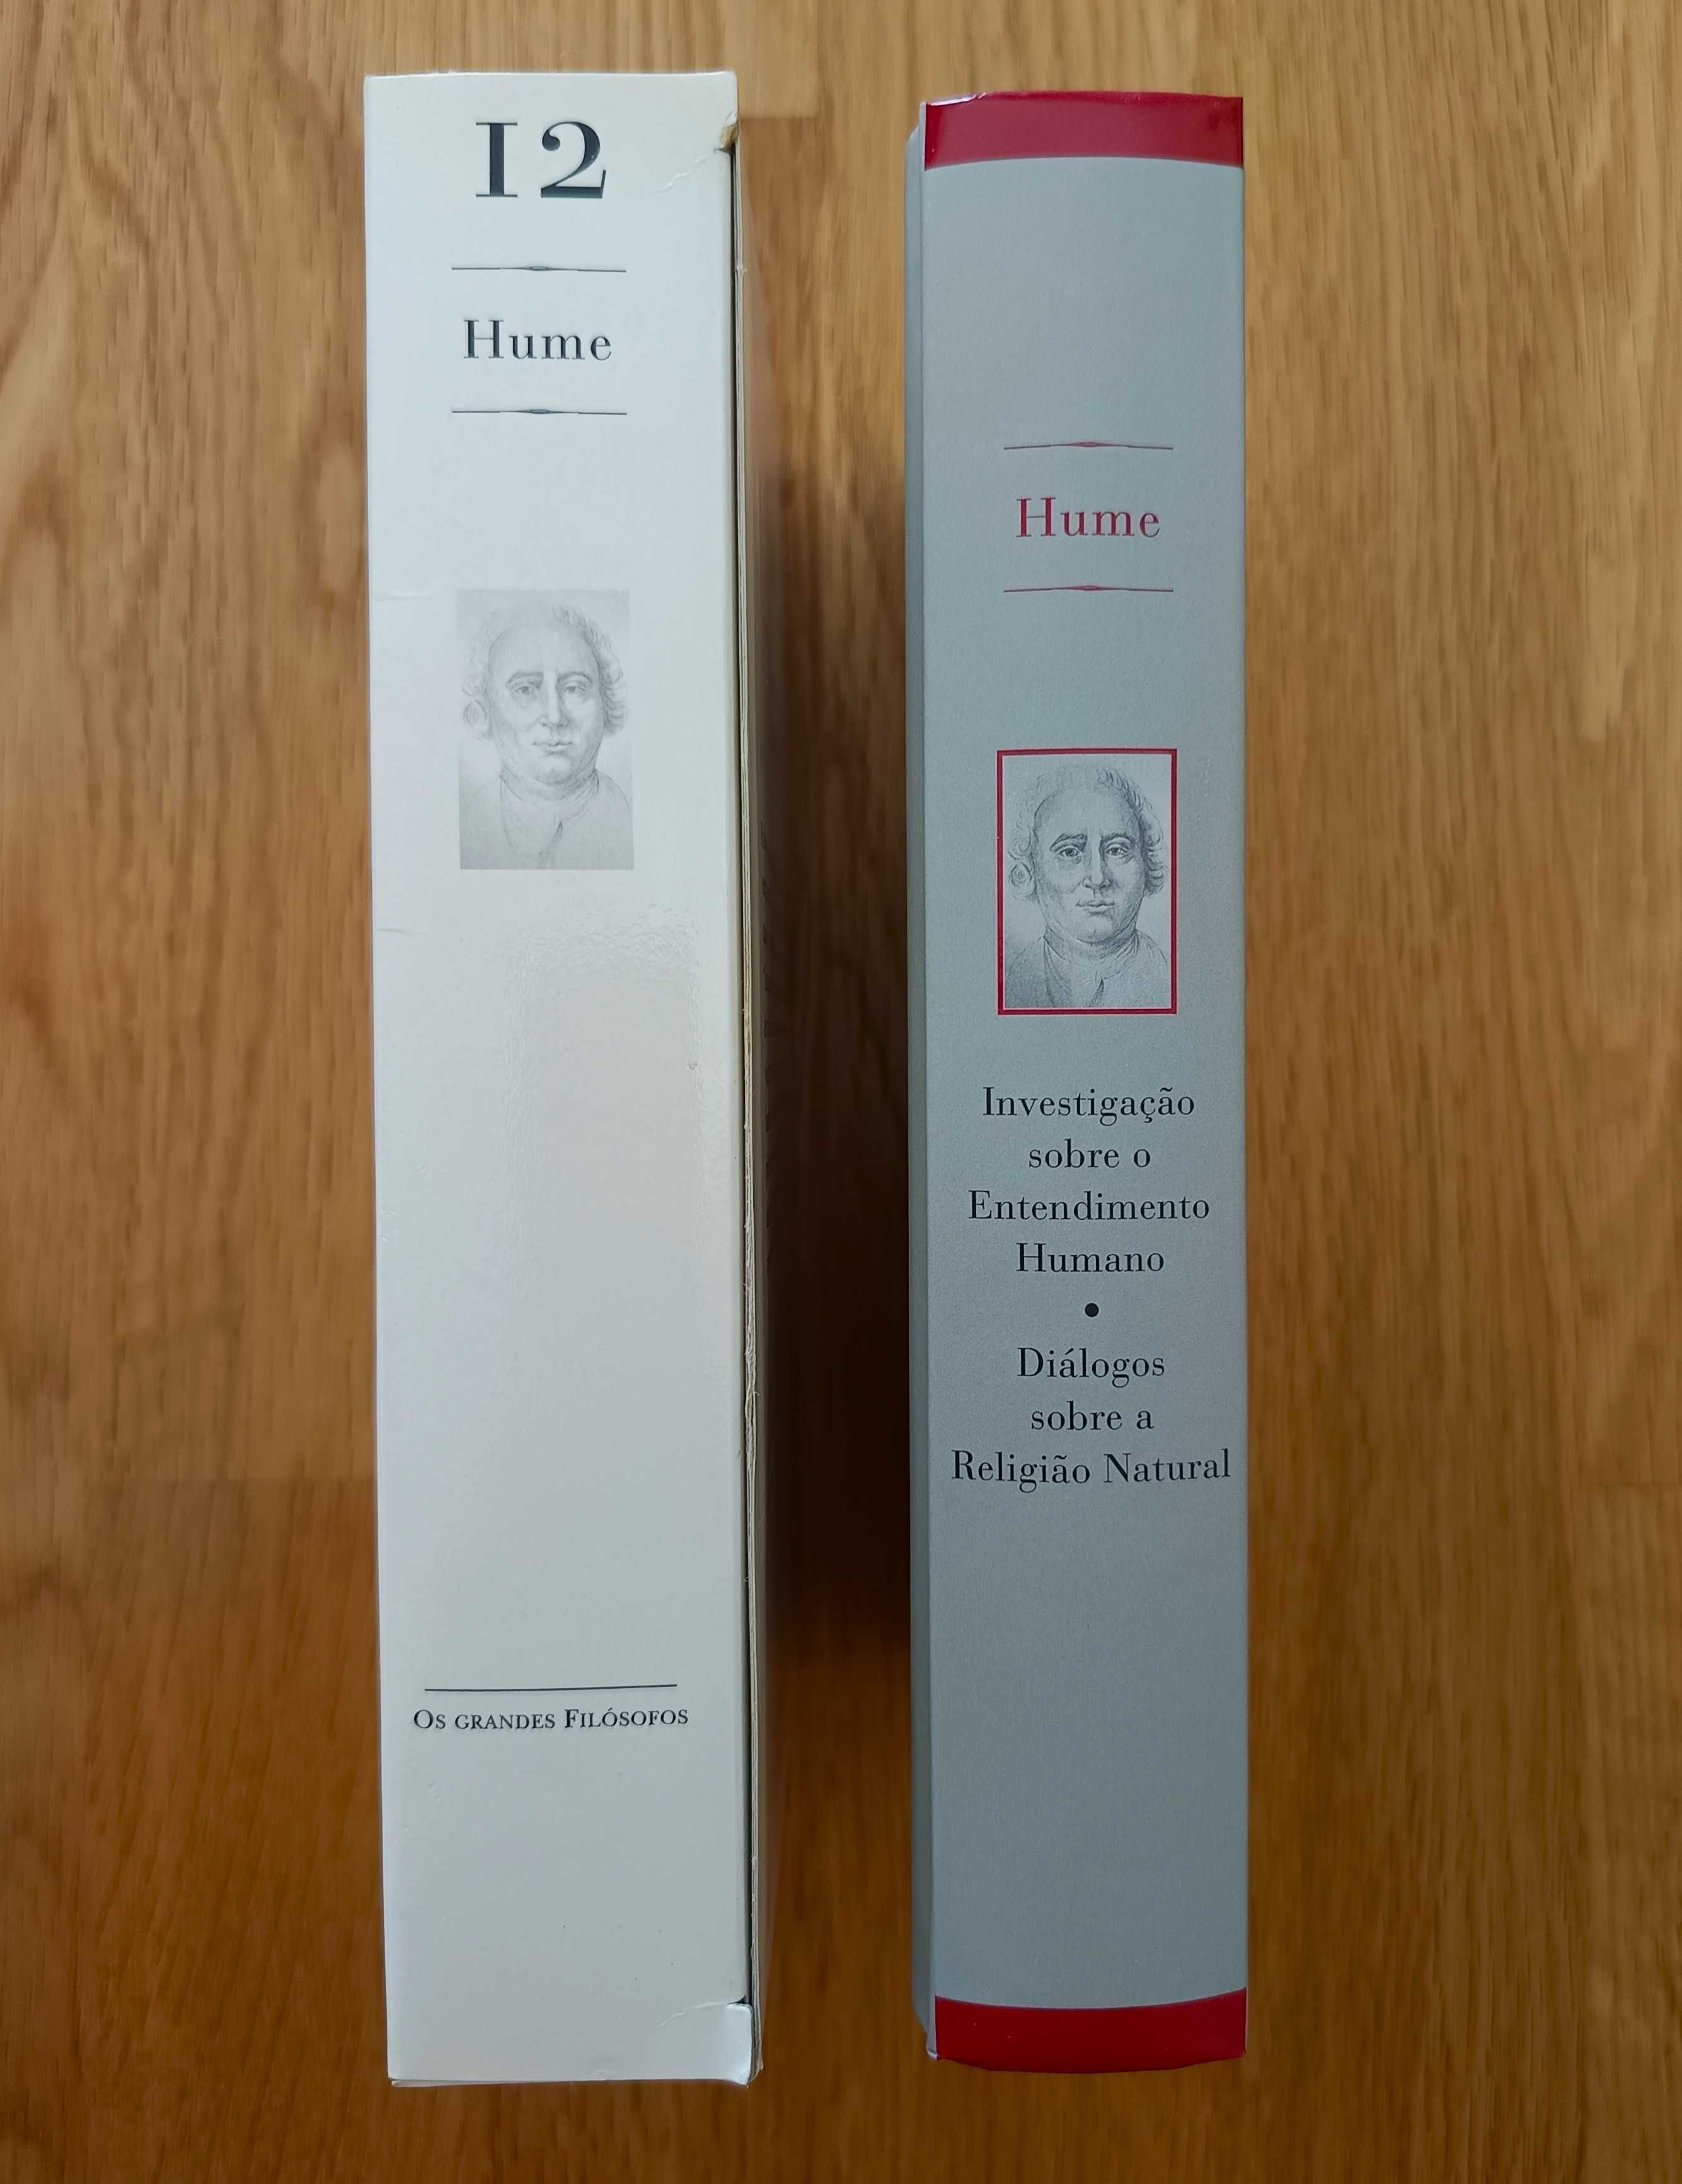 12
Hume
Os grandes Filósofos
Hume
Investigação
sobre o
Entendimento
Humano
•
Diálogos
sobre a
Religião Natural